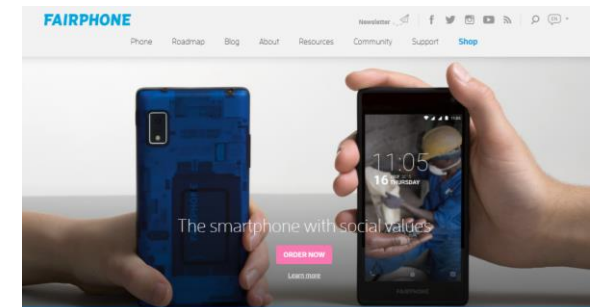 FAIRPHONE
Newsletter
Phone Roadmap Blog About Resources Community Support Shop
11:05
16 THURSDAY
The smartphone with social values
ORDER NOW
Learn more
FAIRPHONE